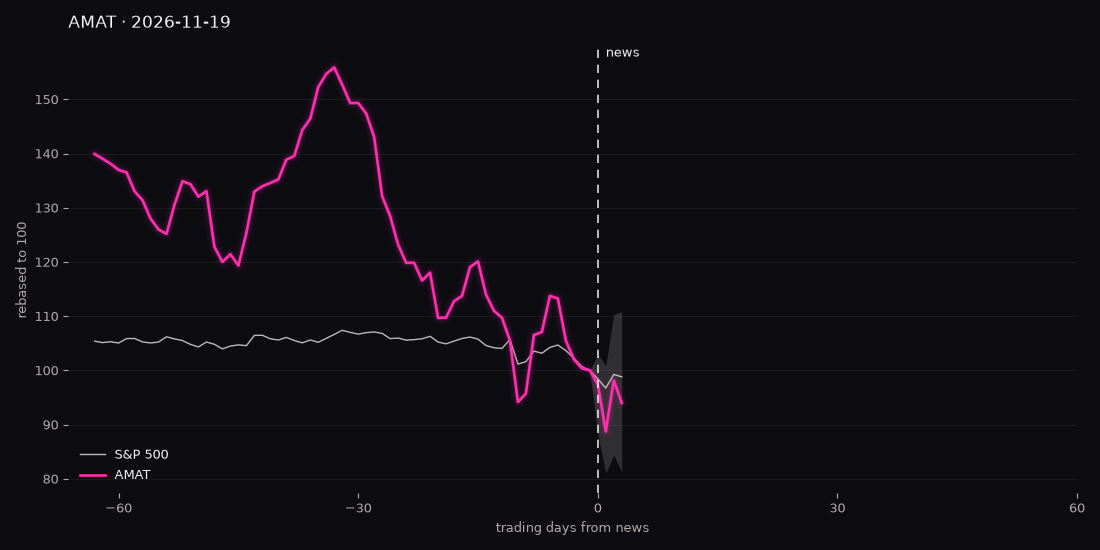 AMAT · 2026-11-19
news
rebased to 100
150
140
130
120
110
100
90
80
S&P 500
AMAT
−60
−30
0
30
60
trading days from news